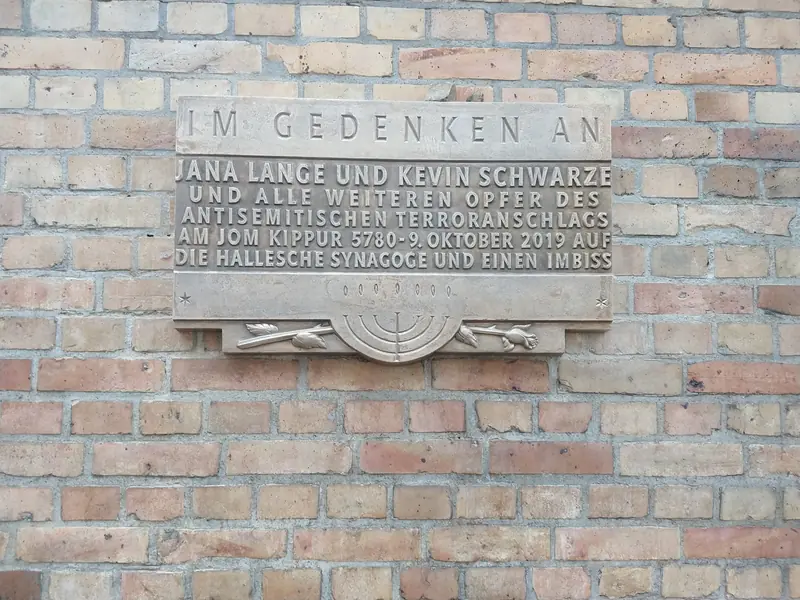 IM GEDENKEN AN
JANA LANGE UND KEVIN SCHWARZE
UND ALLE WEITEREN OPFER DES
ANTISEMITISCHEN TERRORANSCHLAGS
AM JOM KIPPUR 5780-9. OKTOBER 2019 AUF
DIE HALLESCHE SYNAGOGE UND EINEN IMBISS